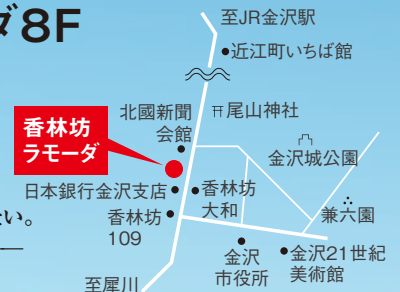 ダ8F
至JR金沢駅
近江町いちば館
北國新聞
会館
尾山神社
香林坊
ラモーダ
金沢城公園
日本銀行金沢支店
香林坊
大和
い。
香林坊
109
兼六園
金沢
市役所
金沢21世紀
美術館
至犀川